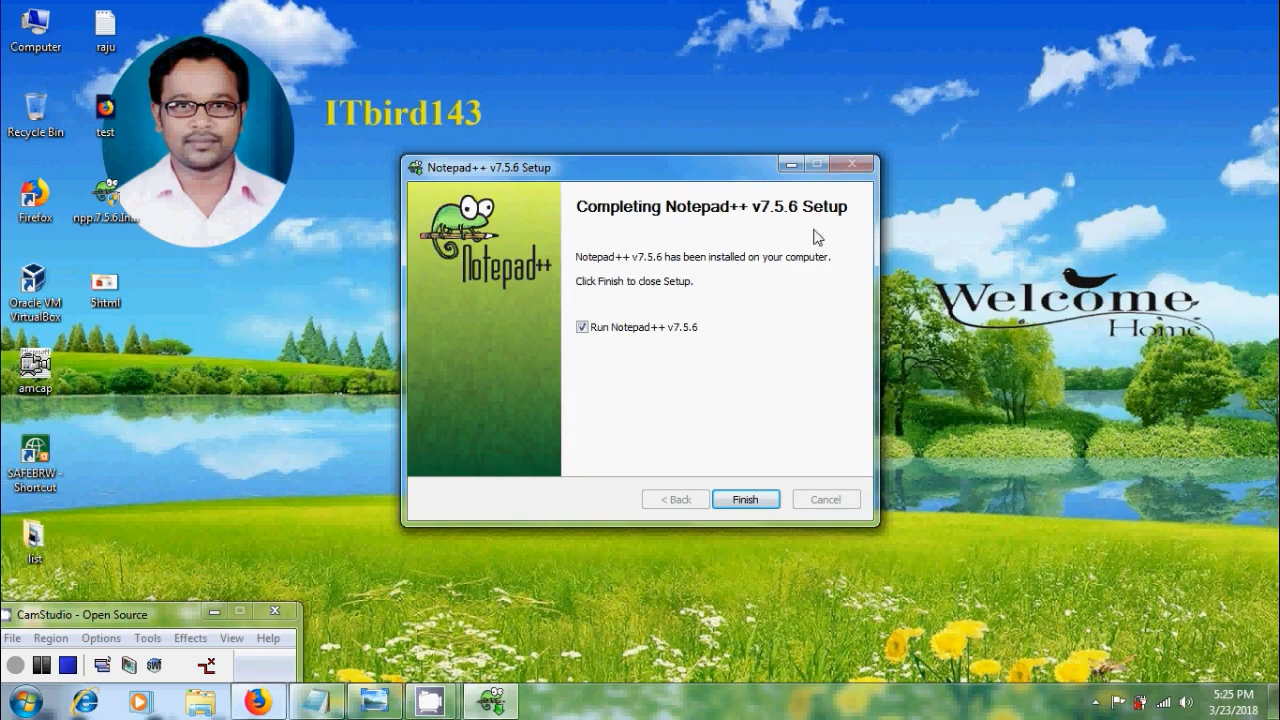 Computer
raju
Recycle Bin
test
Firefox
npp.7.5.6.In...
Oracle VM
VirtualBox
5html
amcap
SAFEBRW -
Shortcut
list
ITbird143
Notepad++ v7.5.6 Setup
Notepad++
Completing Notepad++ v7.5.6 Setup
Notepad++ v7.5.6 has been installed on your computer.
Click Finish to close Setup.
Run Notepad++ v7.5.6
< Back
Finish
Cancel
Welcome
Home
CamStudio - Open Source
File Region Options Tools Effects View Help
5:25 PM
3/23/2018